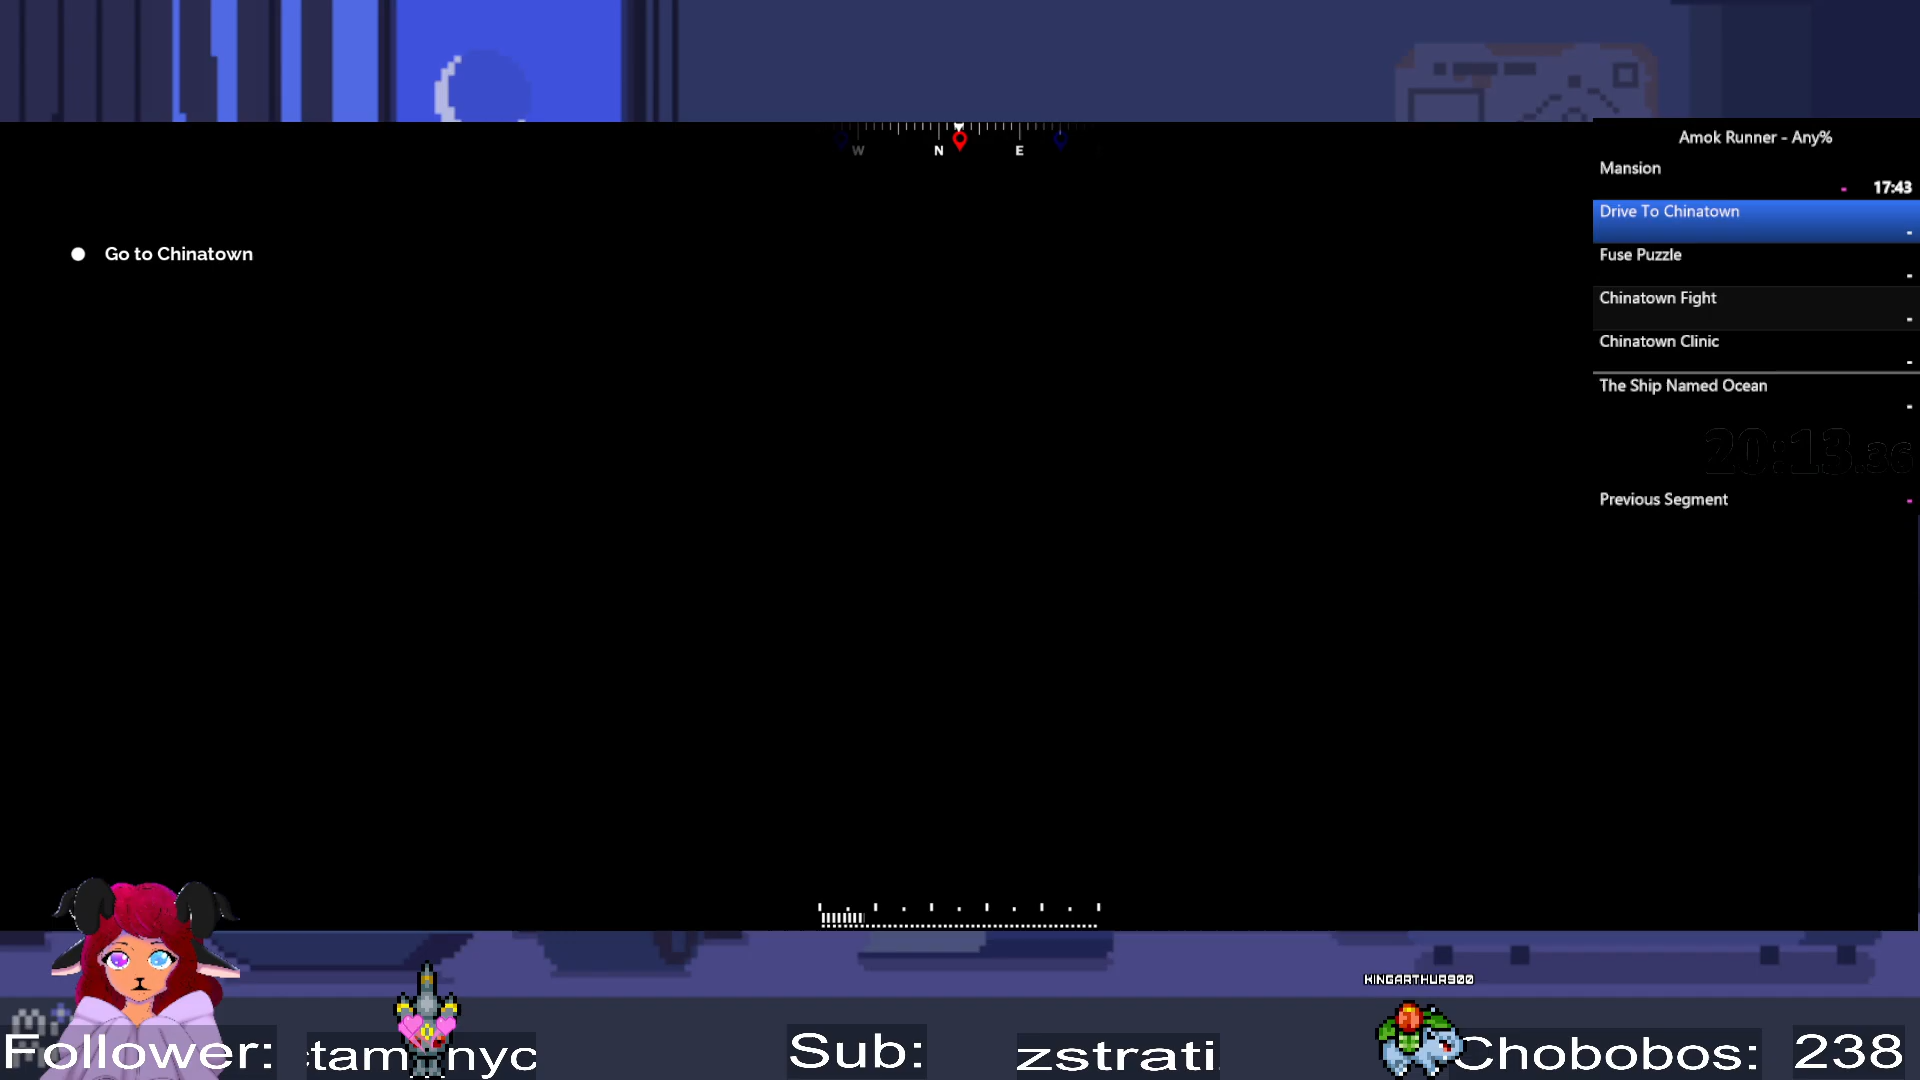 W N E
Go to Chinatown
Amok Runner - Any%
Mansion
- 17:43
Drive To Chinatown
-
Fuse Puzzle
-
Chinatown Fight
-
Chinatown Clinic
-
The Ship Named Ocean
-
20:13.36
Previous Segment -
KINGARTHUR900
Follower: tam nyc Sub: zstrati Chobobos: 238